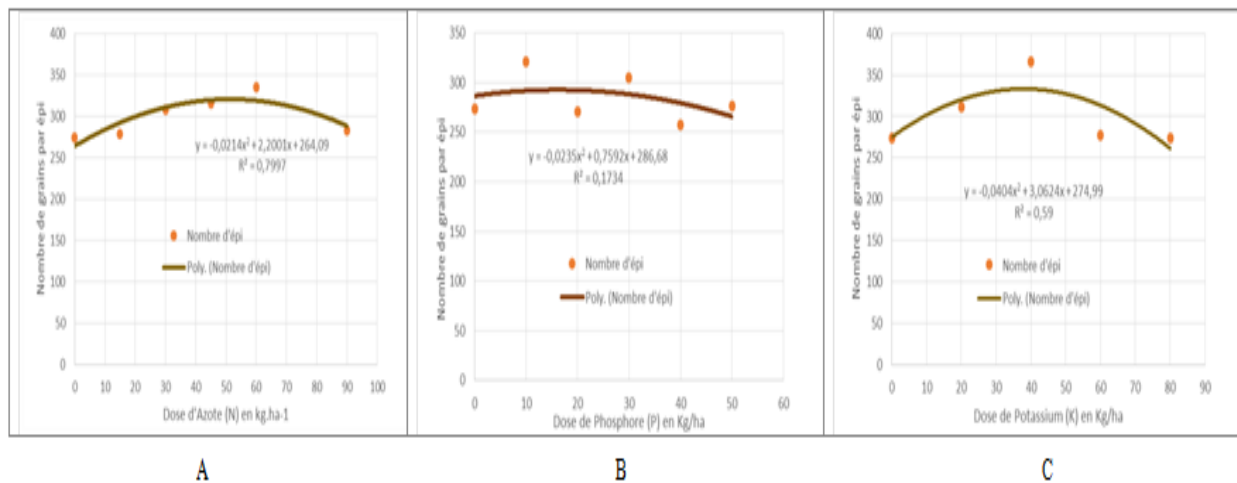 Nombre de grains par épi
400
350
300
250
200
150
100
50
0
y = -0,0214x² + 2,2001x + 264,09
R² = 0,7997
Nombre d'épi
Poly. (Nombre d'épi)
0 10 20 30 40 50 60 70 80 90 100
Dose d'Azote (N) en kg.ha-1
A
Nombre de grains par épi
350
300
250
200
150
100
50
0
y = -0,0235x² + 0,7592x + 286,68
R² = 0,1734
Nombre d'épi
Poly. (Nombre d'épi)
0 10 20 30 40 50 60
Dose de Phosphore (P) en Kg/ha
B
Nombre de grains par épi
400
350
300
250
200
150
100
50
0
y = -0,0404x² + 3,0624x + 274,99
R² = 0,59
Nombre d'épi
Poly. (Nombre d'épi)
0 10 20 30 40 50 60 70 80 90
Dose de Potassium (K) en Kg/ha
C